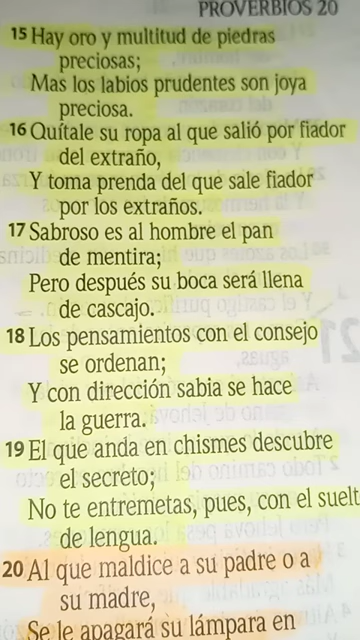 PROVERBIOS 20
15 Hay oro y multitud de piedras
preciosas;
Mas los labios prudentes son joya
preciosa.
16 Quítale su ropa al que salió por fiador
del extraño,
Y toma prenda del que sale fiador
por los extraños.
17 Sabroso es al hombre el pan
de mentira;
Pero después su boca será llena
de cascajo.
18 Los pensamientos con el consejo
se ordenan;
Y con dirección sabia se hace
la guerra.
19 El que anda en chismes descubre
el secreto;
No te entremetas, pues, con el suelt
de lengua.
20 Al que maldice a su padre o a
su madre,
Se le apagará su lámpara en